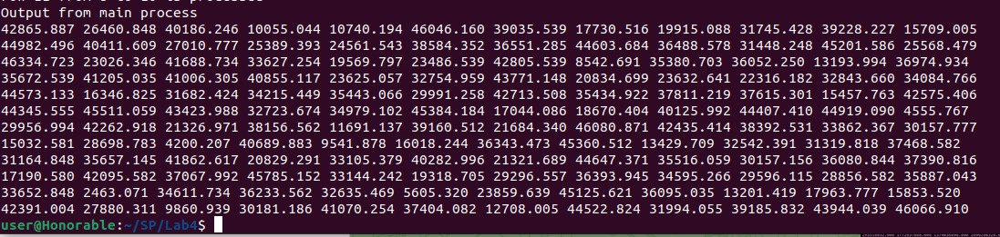 Output from main process
42865.887 26460.848 40186.246 10055.044 10740.194 46046.160 39035.539 17730.516 19915.088 31745.428 39228.227 15709.005
44982.496 40411.609 27010.777 25389.393 24561.543 38584.352 36551.285 44603.684 36488.578 31448.248 45201.586 25568.479
46334.723 23026.346 41688.734 33627.254 19569.797 23486.539 42805.539 8542.691 35380.703 36052.250 13193.994 36974.934
35672.539 41205.035 41006.305 40855.117 23625.057 32754.959 43771.148 20834.699 23632.641 22316.182 32843.660 34084.766
44573.133 16346.825 31682.424 34215.449 35443.066 29991.258 42713.508 35434.922 37811.219 37615.301 15457.763 42575.406
44345.555 45511.059 43423.988 32723.674 34979.102 45384.184 17044.086 18670.404 40125.992 44407.410 44919.090 4555.767
29956.994 42262.918 21326.971 38156.562 11691.137 39160.512 21684.340 46080.871 42435.414 38392.531 33862.367 30157.777
15032.581 28698.783 4200.207 40689.883 9541.878 16018.244 36343.473 45360.512 13429.709 32542.391 31319.818 37468.582
31164.848 35657.145 41862.617 20829.291 33105.379 40282.996 21321.689 44647.371 35516.059 30157.156 36080.844 37390.816
17190.580 42095.582 37067.992 45785.152 33144.242 19318.705 29296.557 36393.945 34595.266 29596.115 28856.582 35887.043
33652.848 2463.071 34611.734 36233.562 32635.469 5605.320 23859.639 45125.621 36095.035 13201.419 17963.777 15853.520
42391.004 27880.311 9860.939 30181.186 41070.254 37404.082 12708.005 44522.824 31994.055 39185.832 43944.039 46066.910
user@Honorable:~/SP/Lab4$